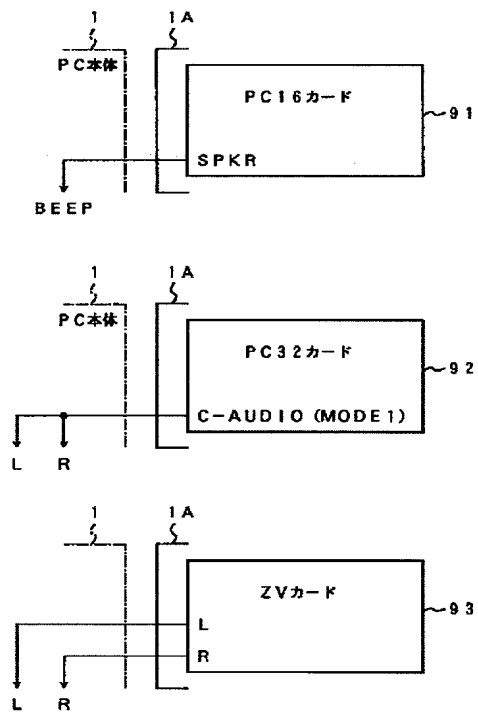 1 1A
PC本体
PC16カード
91
SPKR
BEEP
1 1A
PC本体
PC32カード
92
C-AUDIO(MODE1)
L R
1 1A
ZVカード
93
L
R
L R